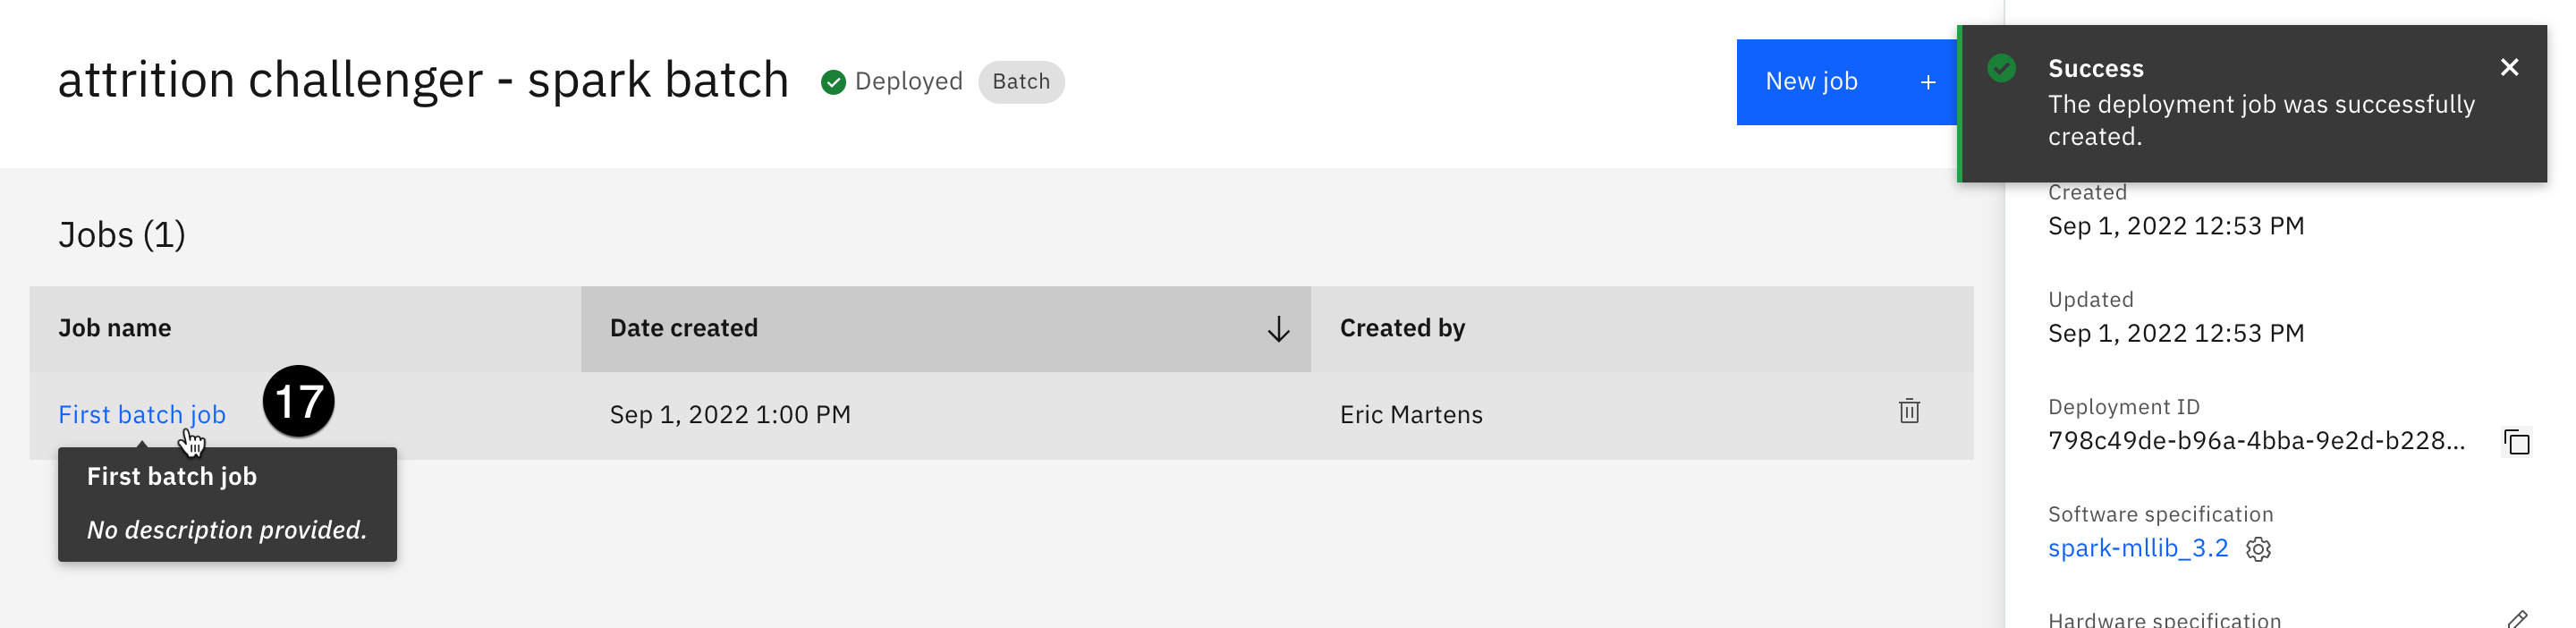 attrition challenger - spark batch
Deployed
Batch
New job +
Success
The deployment job was successfully
created.
Created
Sep 1, 2022 12:53 PM
Updated
Sep 1, 2022 12:53 PM
Deployment ID
798c49de-b96a-4bba-9e2d-b228...
Software specification
spark-mllib_3.2
Hardware specification
Jobs (1)
Job name
Date created
Created by
First batch job
17
Sep 1, 2022 1:00 PM
Eric Martens
First batch job
No description provided.